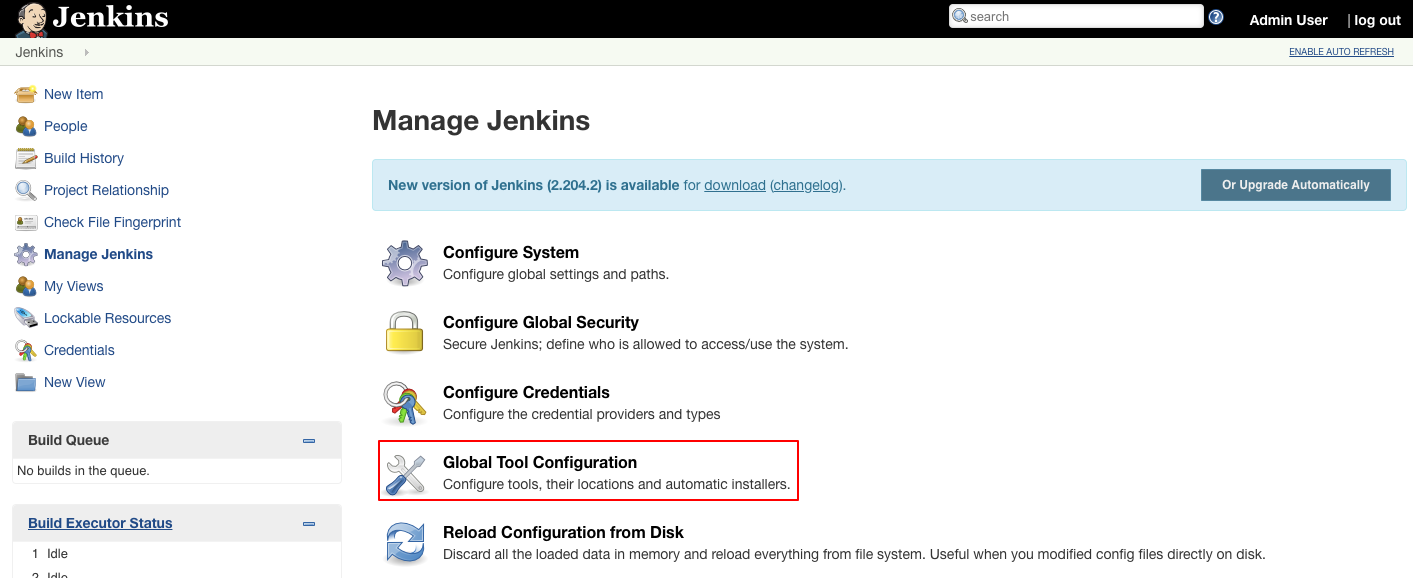 Jenkins
search
Admin User | log out
Jenkins
ENABLE AUTO REFRESH
New Item
People
Build History
Project Relationship
Check File Fingerprint
Manage Jenkins
My Views
Lockable Resources
Credentials
New View
Build Queue
No builds in the queue.
Build Executor Status
1 Idle
2 Idle
Manage Jenkins
New version of Jenkins (2.204.2) is available for download (changelog).
Or Upgrade Automatically
Configure System
Configure global settings and paths.
Configure Global Security
Secure Jenkins; define who is allowed to access/use the system.
Configure Credentials
Configure the credential providers and types
Global Tool Configuration
Configure tools, their locations and automatic installers.
Reload Configuration from Disk
Discard all the loaded data in memory and reload everything from file system. Useful when you modified config files directly on disk.